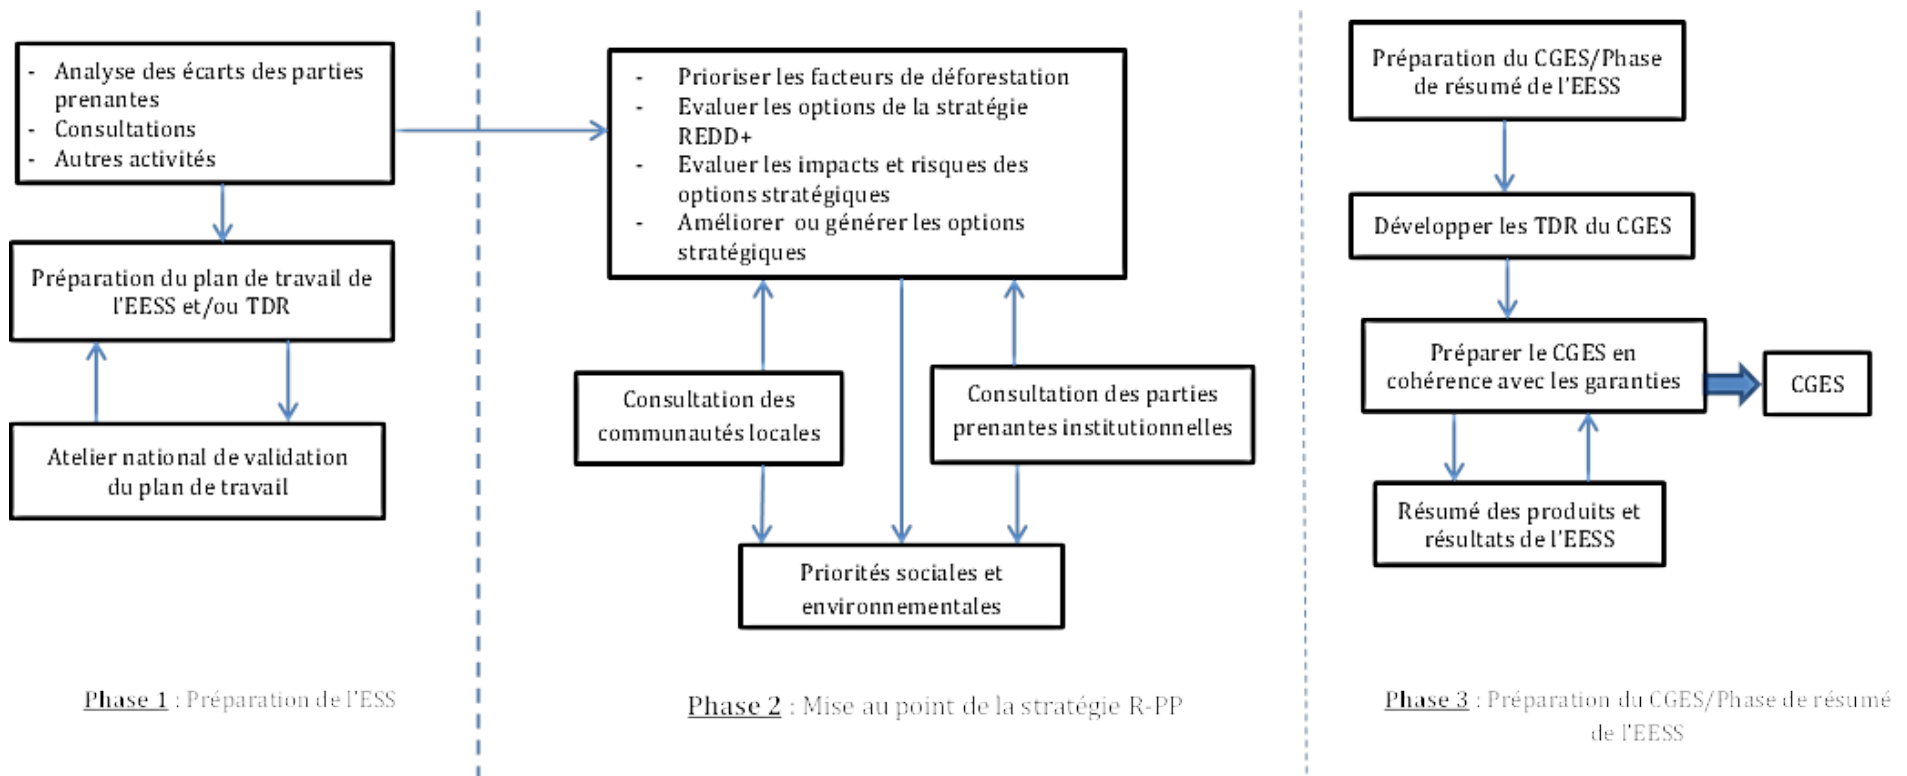 - Analyse des écarts des parties
prenantes
- Consultations
- Autres activités
Préparation du plan de travail de
l'EESS et/ou TDR
Atelier national de validation
du plan de travail
Phase 1 : Préparation de l'ESS
- Prioriser les facteurs de déforestation
- Evaluer les options de la stratégie
REDD+
- Evaluer les impacts et risques des
options stratégiques
- Améliorer ou générer les options
stratégiques
Consultation des
communautés locales
Consultation des parties
prenantes institutionnelles
Priorités sociales et
environnementales
Phase 2 : Mise au point de la stratégie R-PP
Préparation du CGES/Phase
de résumé de l'EESS
Développer les TDR du CGES
Préparer le CGES en
cohérence avec les garanties
CGES
Résumé des produits et
résultats de l'EESS
Phase 3 : Préparation du CGES/Phase de résumé
de l'EESS